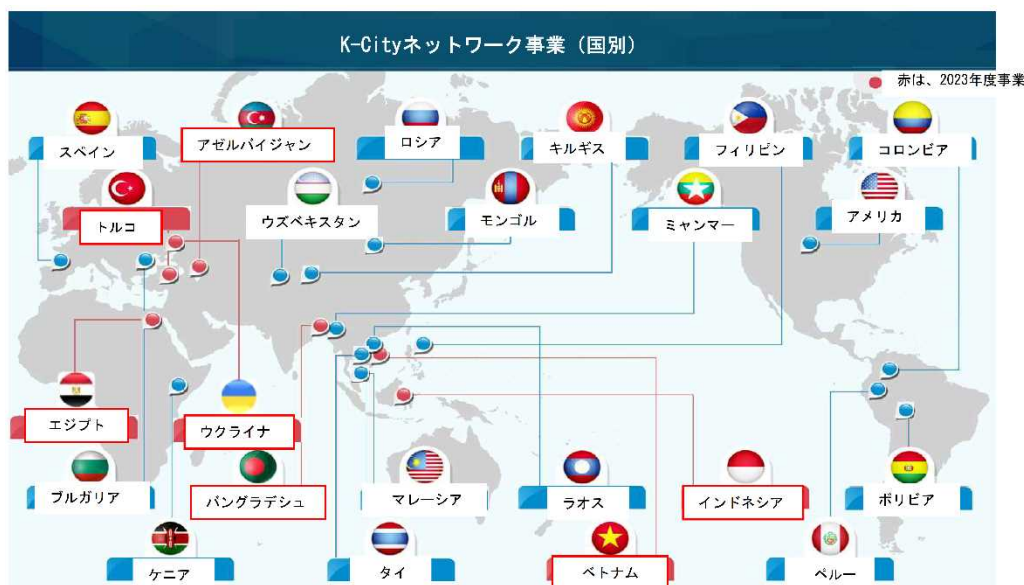 K-Cityネットワーク事業（国別）
赤は、2023年度事業
スペイン
アゼルバイジャン
ロシア
キルギス
フィリピン
コロンビア
トルコ
ウズベキスタン
モンゴル
ミャンマー
アメリカ
エジプト
ウクライナ
ブルガリア
バングラデシュ
マレーシア
ラオス
インドネシア
ボリビア
ケニア
タイ
ベトナム
ペルー